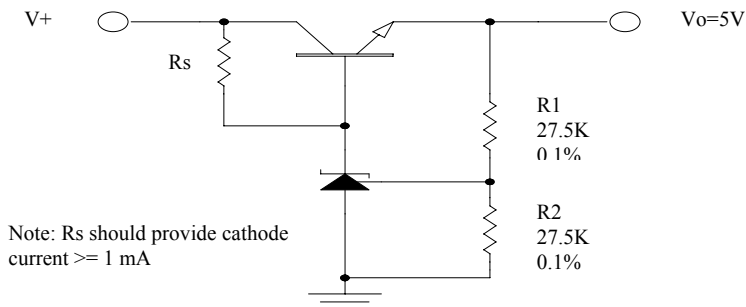 V+
Vo=5V
Rs
R1
27.5K
0.1%
R2
27.5K
0.1%
Note: Rs should provide cathode
current >= 1 mA